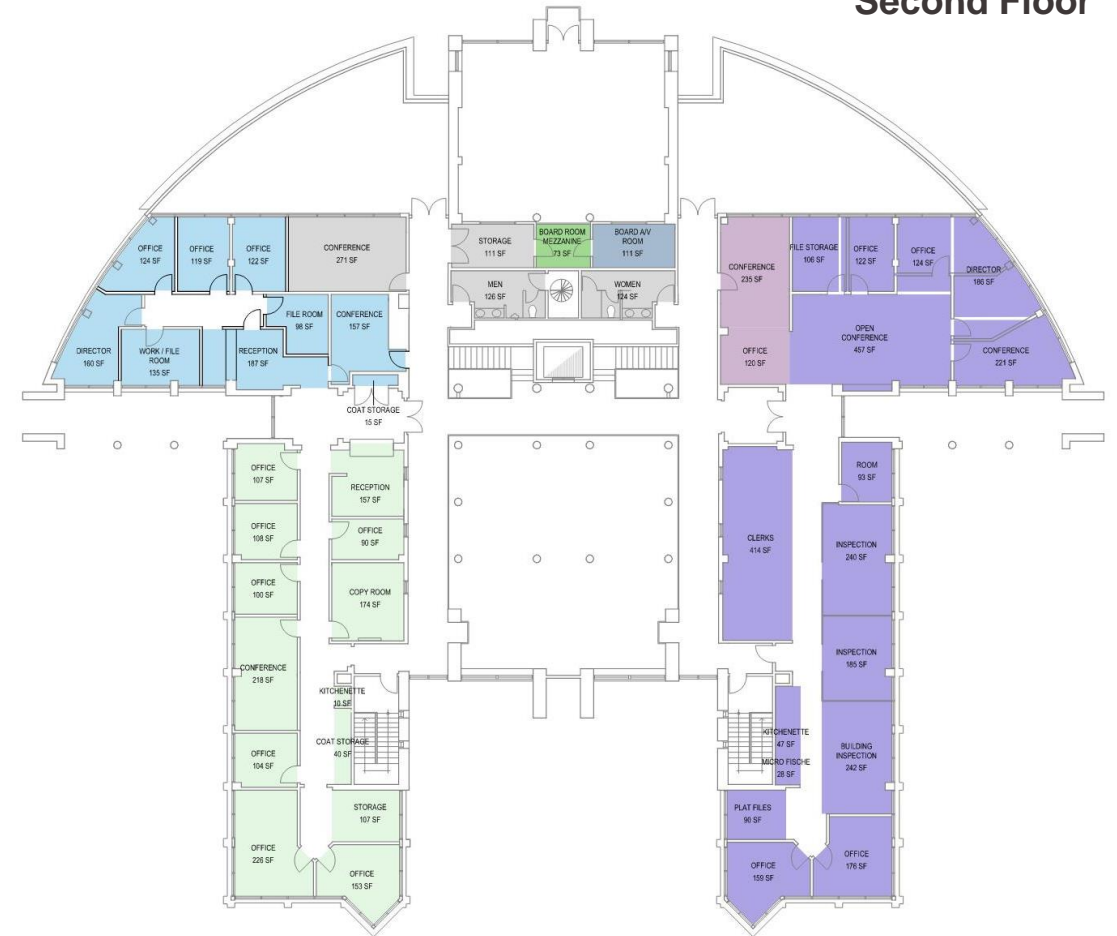 Second Floor
OFFICE
124 SF
OFFICE
119 SF
OFFICE
122 SF
CONFERENCE
271 SF
STORAGE
111 SF
BOARD ROOM
MEZZANINE
73 SF
BOARD A/V
ROOM
111 SF
CONFERENCE
235 SF
FILE STORAGE
106 SF
OFFICE
122 SF
OFFICE
124 SF
DIRECTOR
186 SF
MEN
126 SF
WOMEN
124 SF
FILE ROOM
98 SF
CONFERENCE
157 SF
DIRECTOR
160 SF
WORK / FILE
ROOM
135 SF
RECEPTION
187 SF
OFFICE
120 SF
OPEN
CONFERENCE
457 SF
CONFERENCE
221 SF
COAT STORAGE
15 SF
OFFICE
107 SF
RECEPTION
157 SF
ROOM
93 SF
OFFICE
108 SF
OFFICE
90 SF
CLERKS
414 SF
INSPECTION
240 SF
OFFICE
100 SF
COPY ROOM
174 SF
CONFERENCE
218 SF
INSPECTION
185 SF
KITCHENETTE
10 SF
COAT STORAGE
40 SF
KITCHENETTE
47 SF
MICRO FISCHE
28 SF
BUILDING
INSPECTION
242 SF
OFFICE
104 SF
STORAGE
107 SF
PLAT FILES
90 SF
OFFICE
226 SF
OFFICE
153 SF
OFFICE
159 SF
OFFICE
176 SF